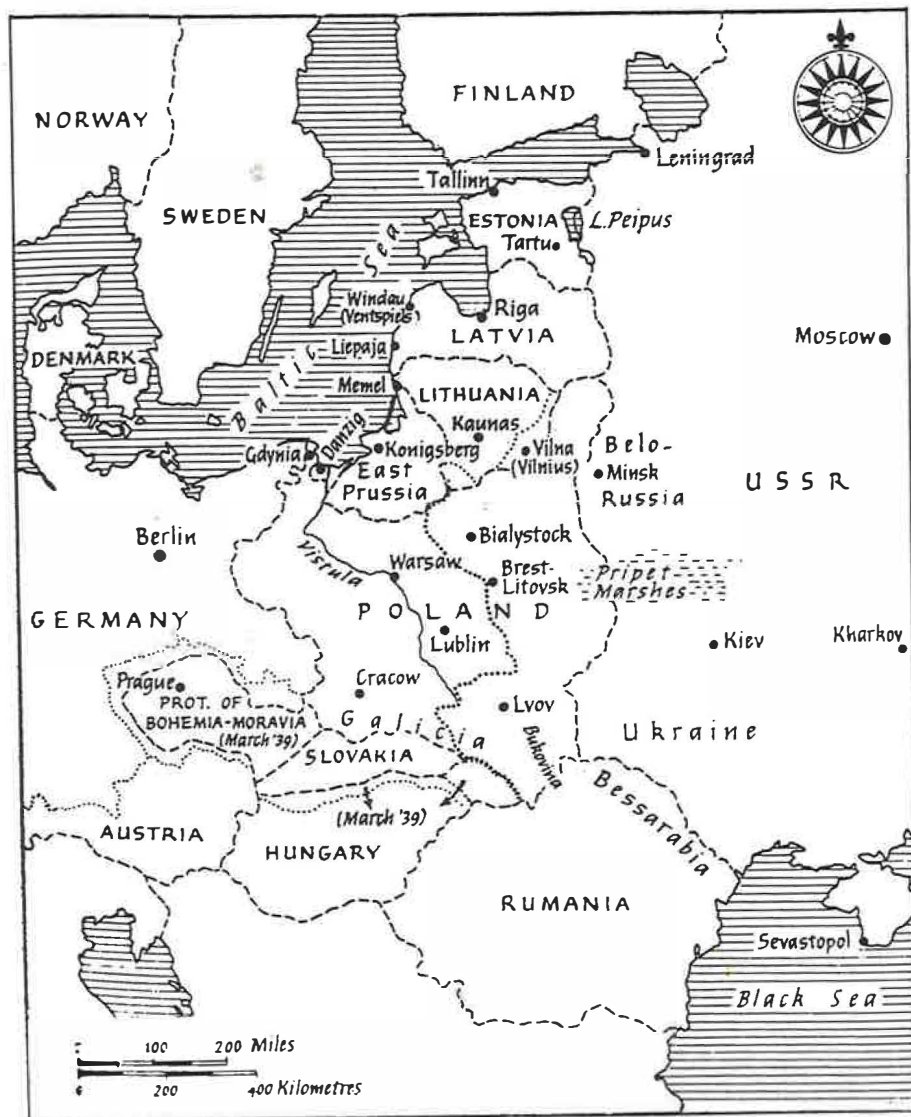 NORWAY
FINLAND
Leningrad
Tallinn
SWEDEN
ESTONIA
L. Peipus
Tartu
Baltic Sea
Windau
(Ventspiels)
Riga
LATVIA
Moscow
DENMARK
Liepaja
Memel
LITHUANIA
Kaunas
Gdynia
Danzig
Konigsberg
Vilna
(Vilnius)
Belo-
Minsk
Russia
USSR
East
Prussia
Berlin
Bialystock
Vistula
Warsaw
Brest-
Litovsk
Pripet
Marshes
GERMANY
POLAND
Lublin
Kiev
Kharkov
Prague
PROT. OF
BOHEMIA-MORAVIA
(March '39)
Cracow
Galicia
Lvov
Ukraine
SLOVAKIA
Bukovina
Bessarabia
AUSTRIA
(March '39)
HUNGARY
RUMANIA
Sevastopol
Black Sea
100 200 Miles
0 200 400 Kilometres